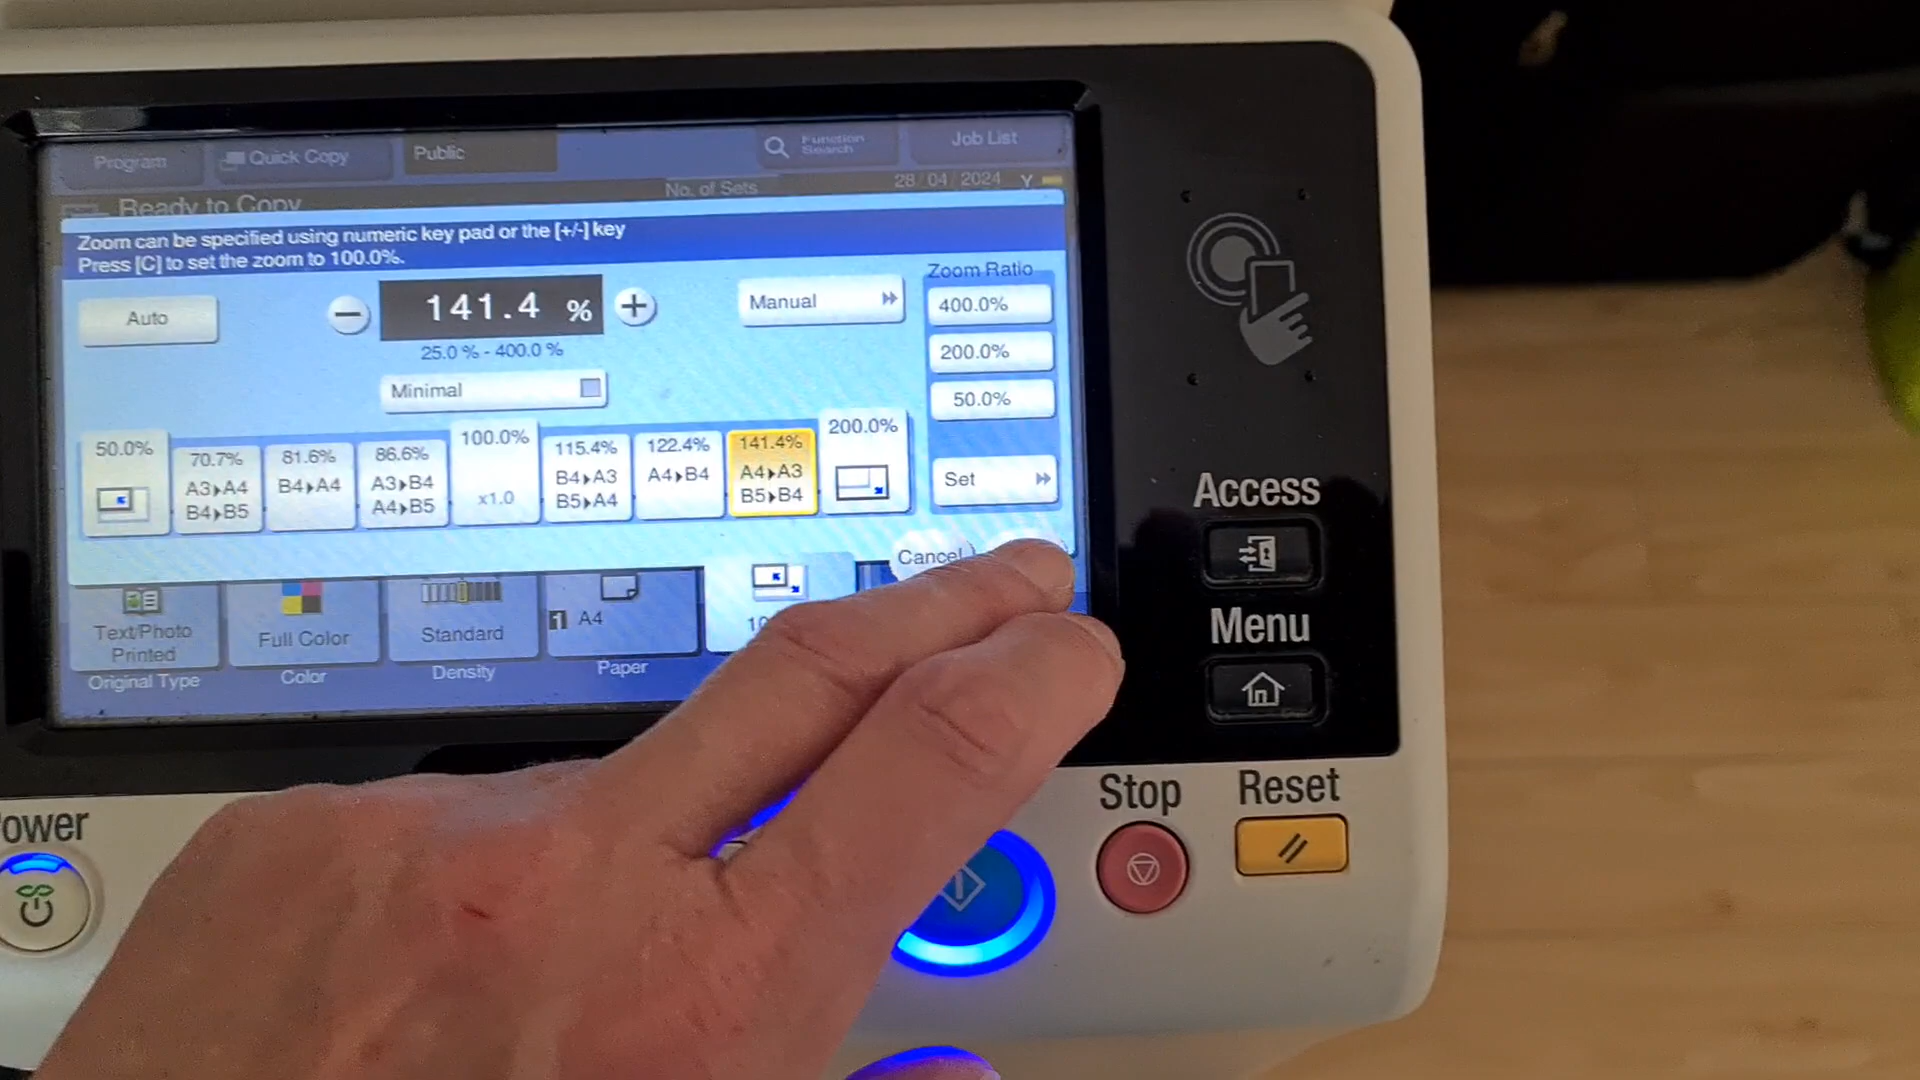 Program
Quick Copy
Public
Function Search
Job List
Ready to Copy
No. of Sets
28/04/2024
Y
Zoom can be specified using numeric key pad or the [+/-] key
Press [C] to set the zoom to 100.0%.
Auto
−
141.4 %
+
25.0 % - 400.0 %
Minimal
Manual
Zoom Ratio
400.0%
200.0%
50.0%
Set
50.0%
70.7%
A3▸A4
B4▸B5
81.6%
B4▸A4
86.6%
A3▸B4
A4▸B5
100.0%
x1.0
115.4%
B4▸A3
B5▸A4
122.4%
A4▸B4
141.4%
A4▸A3
B5▸B4
200.0%
Cancel
Text/Photo
Printed
Original Type
Full Color
Color
Standard
Density
1 A4
Paper
Access
Menu
Stop
Reset